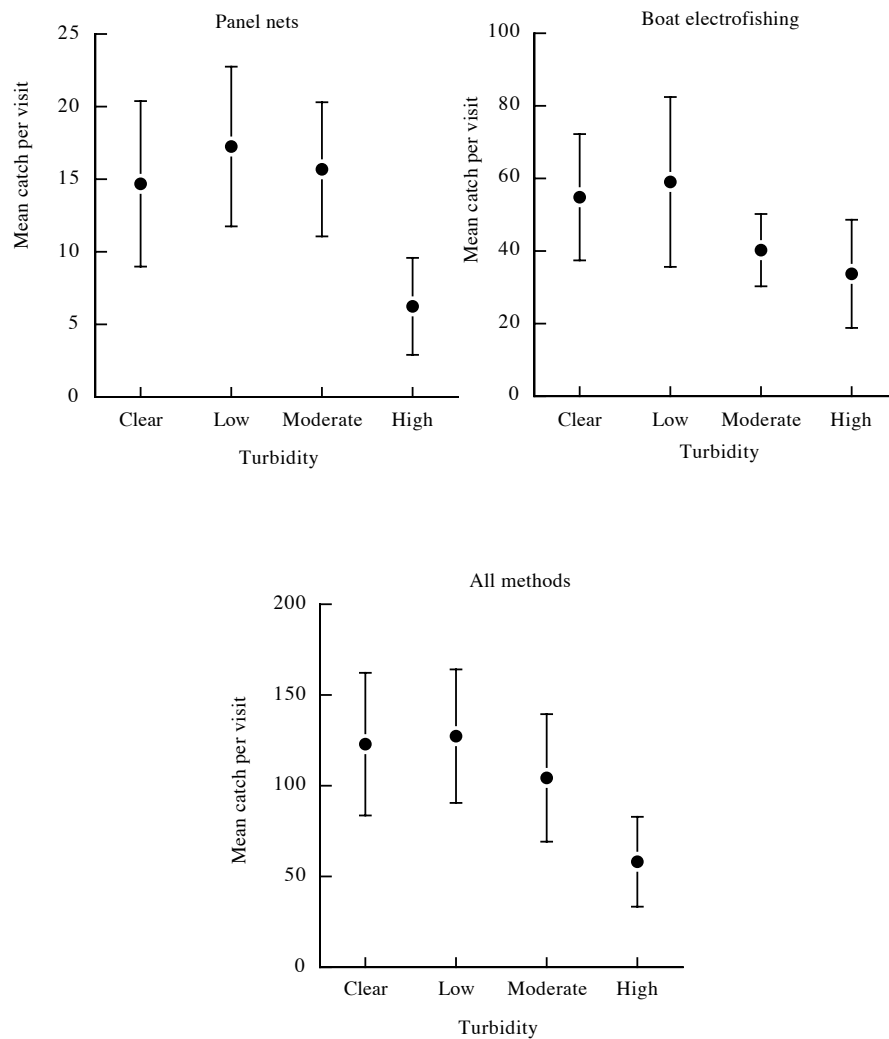 Panel nets
Mean catch per visit
25
20
15
10
5
0
Clear Low Moderate High
Turbidity
Boat electrofishing
Mean catch per visit
100
80
60
40
20
0
Clear Low Moderate High
Turbidity
All methods
Mean catch per visit
200
150
100
50
0
Clear Low Moderate High
Turbidity